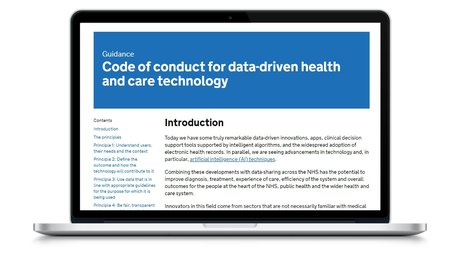 Guidance
Code of conduct for data-driven health
and care technology
Contents
Introduction
The principles
Principle 1: Understand users,
their needs and the context
Principle 2: Define the
outcome and how the
technology will contribute to it
Principle 3: Use data that is in
line with appropriate guidelines
for the purpose for which it is
being used
Principle 4: Be fair, transparent
Introduction
Today we have some truly remarkable data-driven innovations, apps, clinical decision
support tools supported by intelligent algorithms, and the widespread adoption of
electronic health records. In parallel, we are seeing advancements in technology and, in
particular, artificial intelligence (AI) techniques.
Combining these developments with data-sharing across the NHS has the potential to
improve diagnosis, treatment, experience of care, efficiency of the system and overall
outcomes for the people at the heart of the NHS, public health and the wider health and
care system.
Innovators in this field come from sectors that are not necessarily familiar with medical